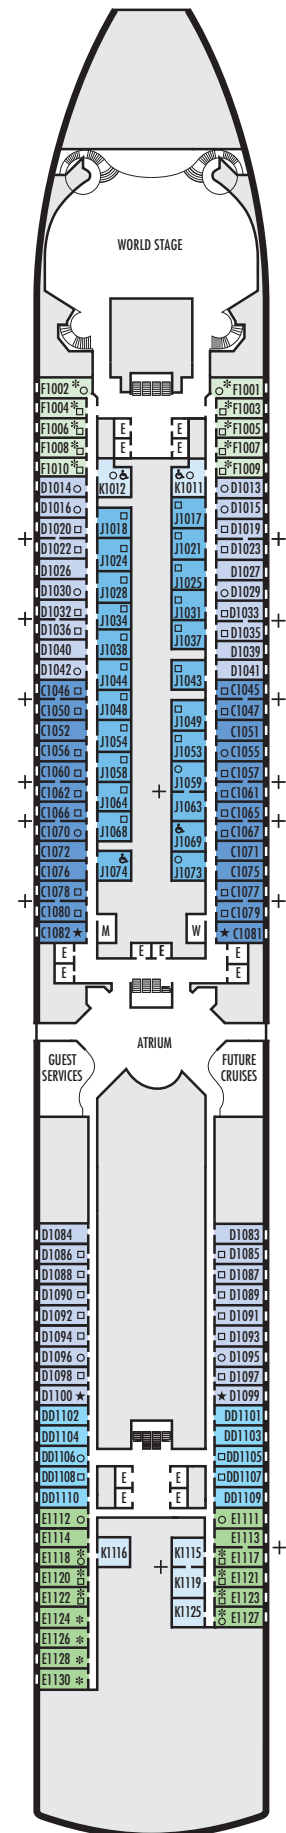 WORLD STAGE
F1002 F1001
F1004 F1003
F1006 E E F1005
F1008 E E F1007
F1010 F1009
D1014 K1012 K1011 D1013
D1016 D1015
D1020 J1018 J1017 D1019
D1022 J1024 J1021 D1023
D1026 J1028 J1025 D1027
D1030 D1029
D1032 J1034 J1031 D1033
D1036 J1038 J1037 D1035
D1040 D1039
D1042 J1044 J1043 D1041
C1046 J1048 C1045
C1050 J1049 C1047
C1052 J1054 C1051
C1056 J1058 J1053 C1055
C1060 J1059 C1057
C1062 J1064 J1063 C1061
C1066 J1068 C1065
C1070 J1069 C1067
C1072 C1071
C1076 J1074 J1073 C1075
C1078 C1077
C1080 C1079
C1082 M W C1081
E E E E
E E
ATRIUM
GUEST
SERVICES
FUTURE
CRUISES
D1084 D1083
D1086 D1085
D1088 D1087
D1090 D1089
D1092 D1091
D1094 D1093
D1096 D1095
D1098 D1097
D1100 D1099
DD1102 DD1101
DD1104 DD1103
DD1106 DD1105
DD1108 E E DD1107
DD1110 E E DD1109
E1112 E1111
E1114 E1113
E1118 K1116 K1115 E1117
E1120 K1119 E1121
E1122 E1123
E1124 K1125 E1127
E1126
E1128
E1130